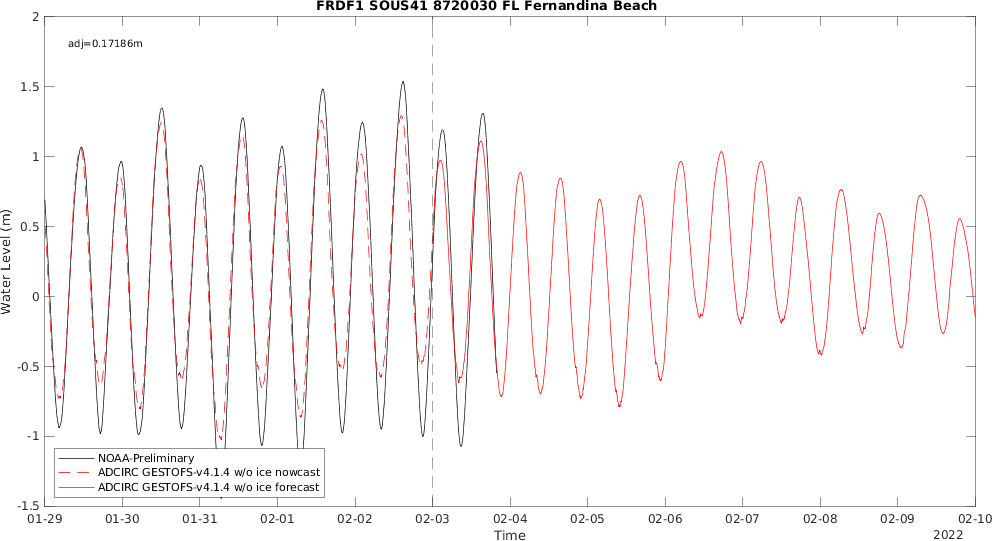 FRDF1 SOUS41 8720030 FL Fernandina Beach
adj=0.17186m
2
1.5
1
0.5
0
-0.5
-1
-1.5
Water Level (m)
NOAA-Preliminary
ADCIRC GESTOFS-v4.1.4 w/o ice nowcast
ADCIRC GESTOFS-v4.1.4 w/o ice forecast
01-29 01-30 01-31 02-01 02-02 02-03 02-04 02-05 02-06 02-07 02-08 02-09 02-10
Time
2022